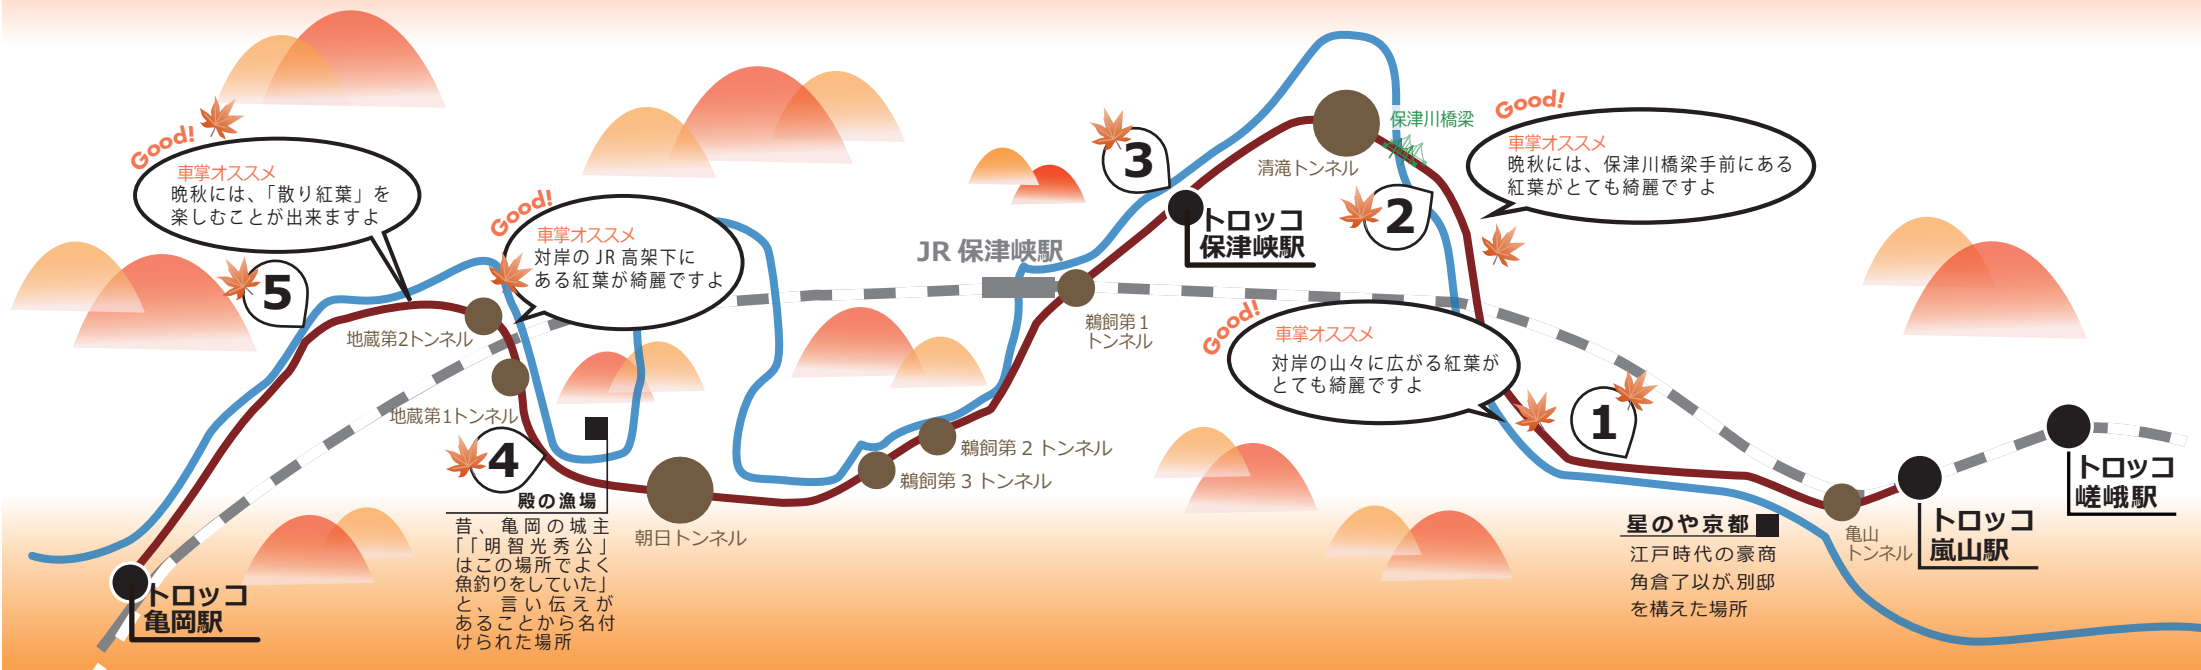 Good!
車掌オススメ
晩秋には、「散り紅葉」を
楽しむことが出来ますよ
5
地蔵第2トンネル
地蔵第1トンネル
トロッコ
亀岡駅
Good!
車掌オススメ
対岸の JR 高架下に
ある紅葉が綺麗ですよ
4
殿の漁場
昔、亀岡の城主
「「明智光秀公」
はこの場所でよく
魚釣りをしていた」
と、言い伝えが
あることから名付
けられた場所
朝日トンネル
鵜飼第 3 トンネル
鵜飼第 2 トンネル
鵜飼第 1
トンネル
JR 保津峡駅
3
トロッコ
保津峡駅
清滝トンネル
保津川橋梁
2
Good!
車掌オススメ
晩秋には、保津川橋梁手前にある
紅葉がとても綺麗ですよ
Good!
車掌オススメ
対岸の山々に広がる紅葉が
とても綺麗ですよ
1
星のや京都
江戸時代の豪商
角倉了以が、別邸
を構えた場所
亀山
トンネル
トロッコ
嵐山駅
トロッコ
嵯峨駅